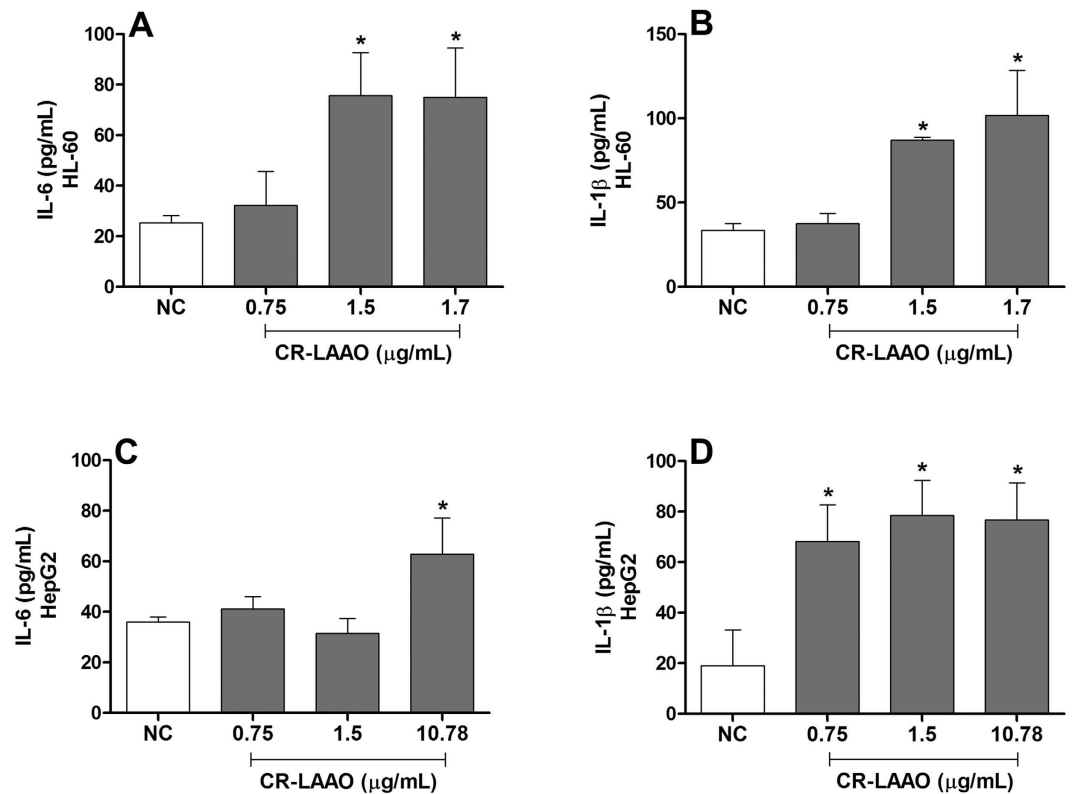 A
IL-6 (pg/mL)
HL-60
100
80
60
40
20
0
*
*
NC 0.75 1.5 1.7
CR-LAAO (μg/mL)
B
IL-1β (pg/mL)
HL-60
150
100
50
0
*
*
NC 0.75 1.5 1.7
CR-LAAO (μg/mL)
C
IL-6 (pg/mL)
HepG2
100
80
60
40
20
0
*
NC 0.75 1.5 10.78
CR-LAAO (μg/mL)
D
IL-1β (pg/mL)
HepG2
100
80
60
40
20
0
*
*
*
NC 0.75 1.5 10.78
CR-LAAO (μg/mL)